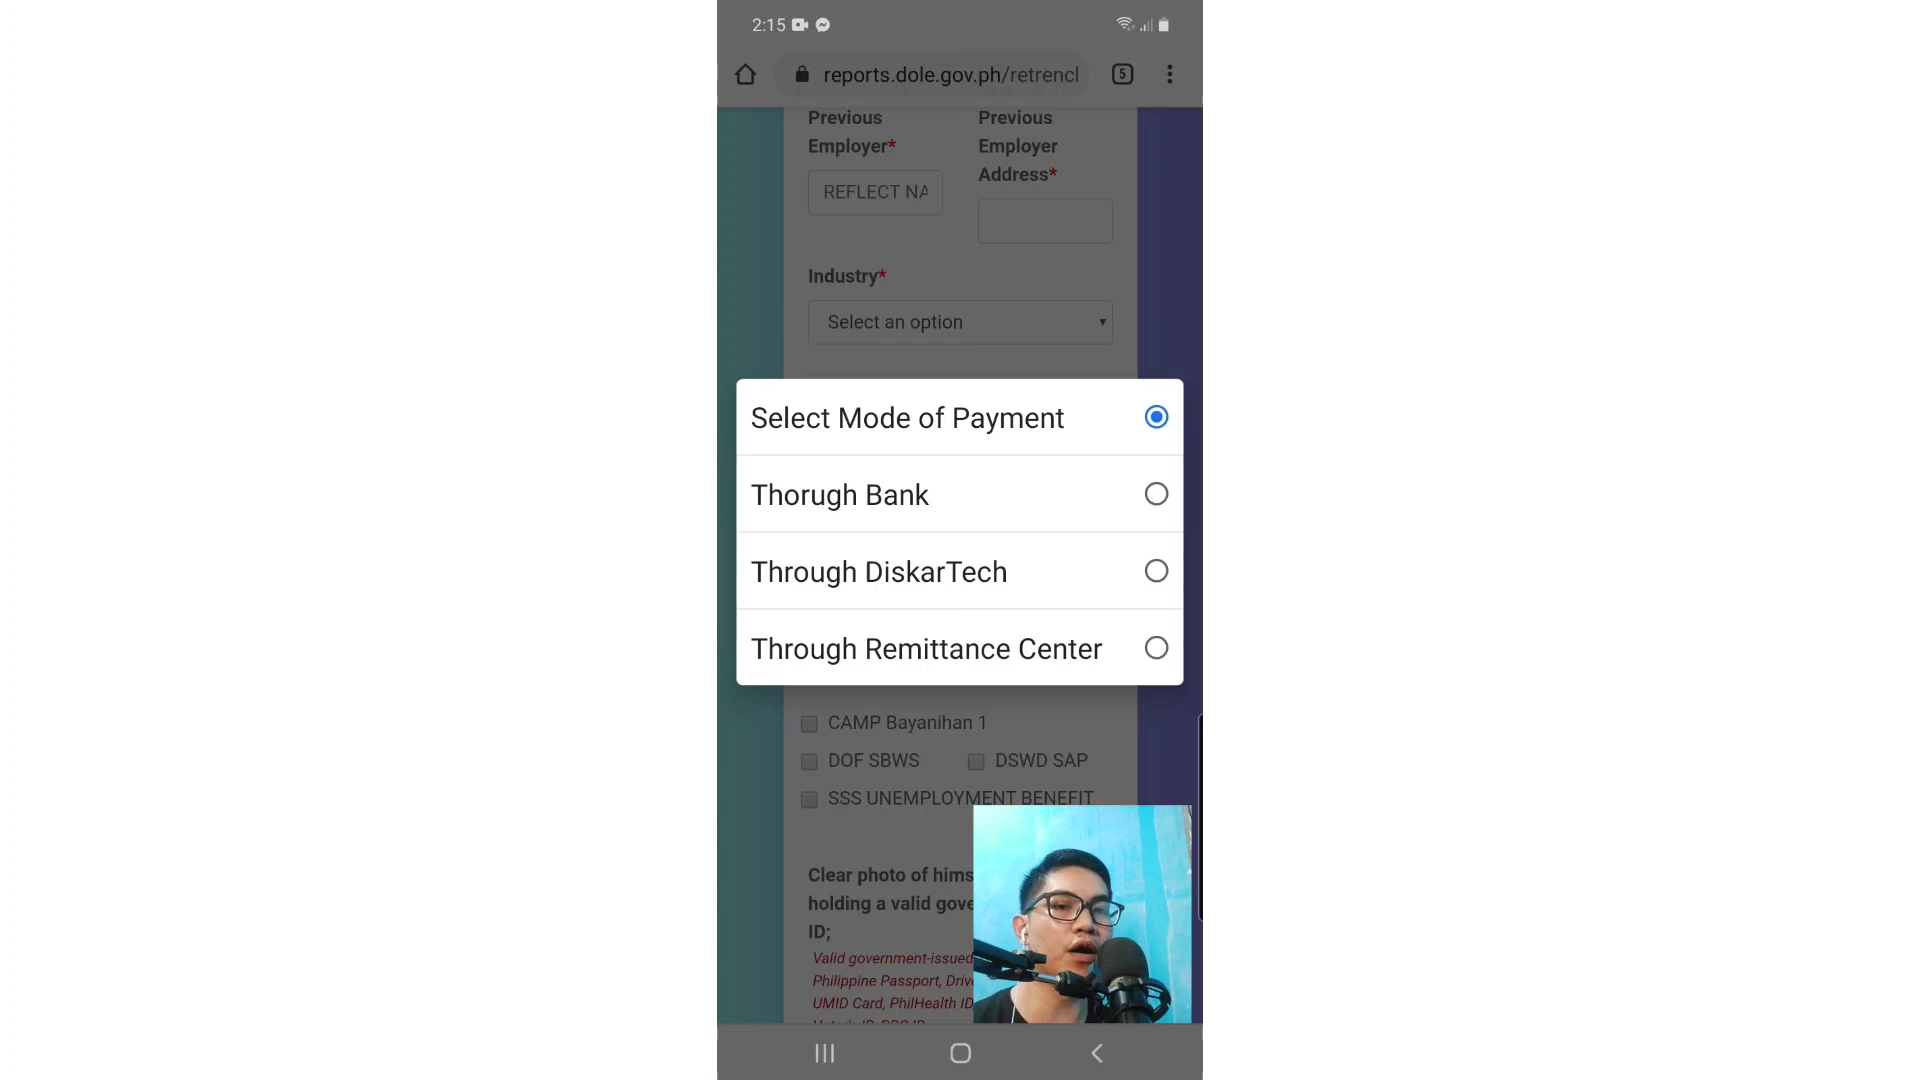 2:15
reports.dole.gov.ph/retrencl
5
Previous
Employer*
Previous
Employer
Address*
REFLECT NA
Industry*
Select an option
Select Mode of Payment
Thorugh Bank
Through DiskarTech
Through Remittance Center
CAMP Bayanihan 1
DOF SBWS
DSWD SAP
SSS UNEMPLOYMENT BENEFIT
Clear photo of hims
holding a valid gove
ID;
Valid government-issued
Philippine Passport, Drive
UMID Card, PhilHealth ID